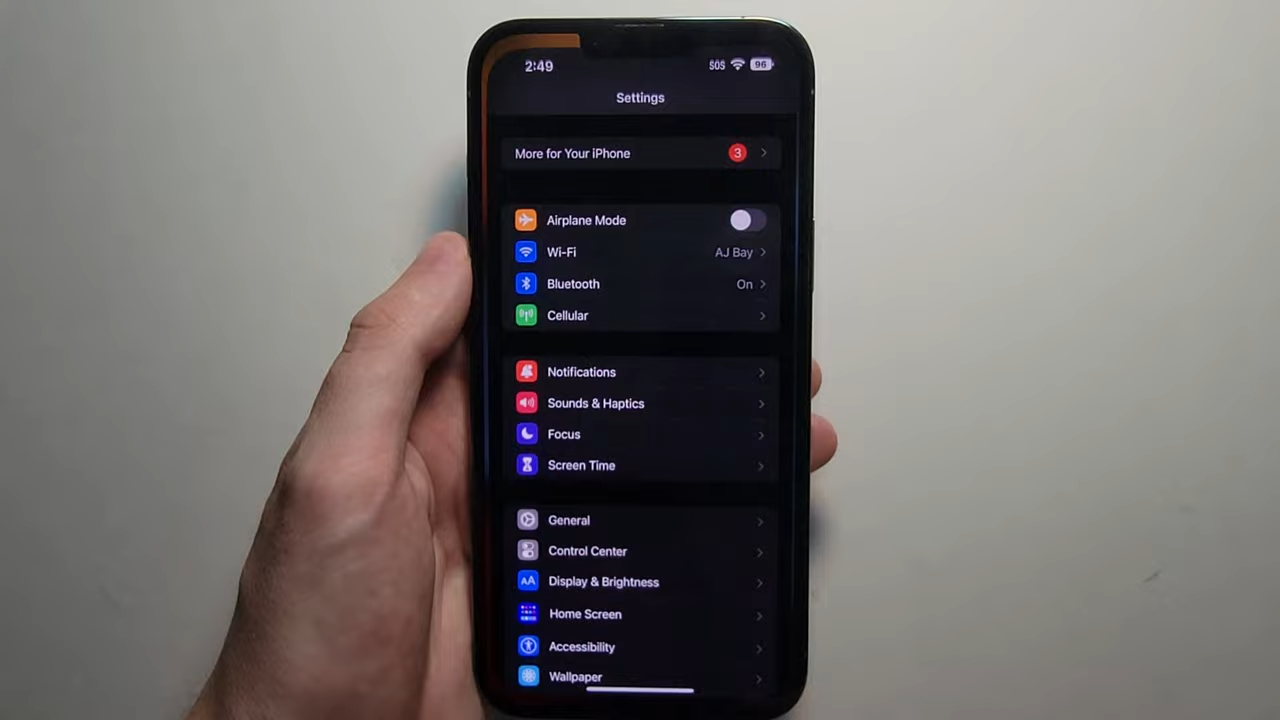 2:49 SOS 96
Settings
More for Your iPhone 3
Airplane Mode
Wi-Fi AJ Bay
Bluetooth On
Cellular
Notifications
Sounds & Haptics
Focus
Screen Time
General
Control Center
AA Display & Brightness
Home Screen
Accessibility
Wallpaper